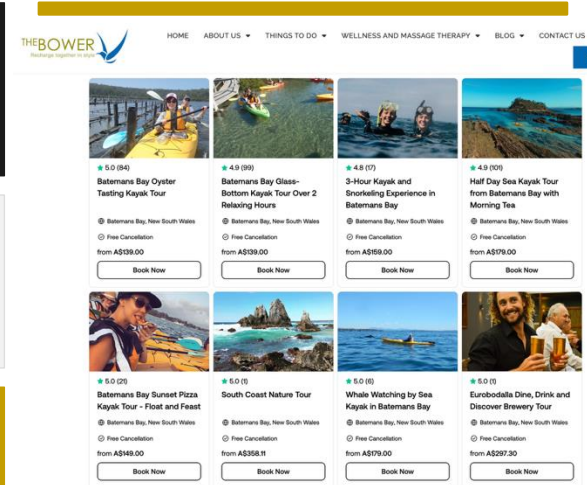 THEBOWER
Recharge together in style
HOME ABOUT US THINGS TO DO WELLNESS AND MASSAGE THERAPY BLOG CONTACT US
5.0 (84)
Batemans Bay Oyster
Tasting Kayak Tour
Batemans Bay, New South Wales
Free Cancellation
from A$139.00
Book Now
4.9 (99)
Batemans Bay Glass-
Bottom Kayak Tour Over 2
Relaxing Hours
Batemans Bay, New South Wales
Free Cancellation
from A$139.00
Book Now
4.8 (17)
3-Hour Kayak and
Snorkeling Experience in
Batemans Bay
Batemans Bay, New South Wales
Free Cancellation
from A$159.00
Book Now
4.9 (101)
Half Day Sea Kayak Tour
from Batemans Bay with
Morning Tea
Batemans Bay, New South Wales
Free Cancellation
from A$179.00
Book Now
5.0 (21)
Batemans Bay Sunset Pizza
Kayak Tour - Float and Feast
Batemans Bay, New South Wales
Free Cancellation
from A$149.00
Book Now
5.0 (1)
South Coast Nature Tour
Batemans Bay, New South Wales
Free Cancellation
from A$358.11
Book Now
5.0 (6)
Whale Watching by Sea
Kayak in Batemans Bay
Batemans Bay, New South Wales
Free Cancellation
from A$179.00
Book Now
5.0 (1)
Eurobodalla Dine, Drink and
Discover Brewery Tour
Batemans Bay, New South Wales
Free Cancellation
from A$297.30
Book Now